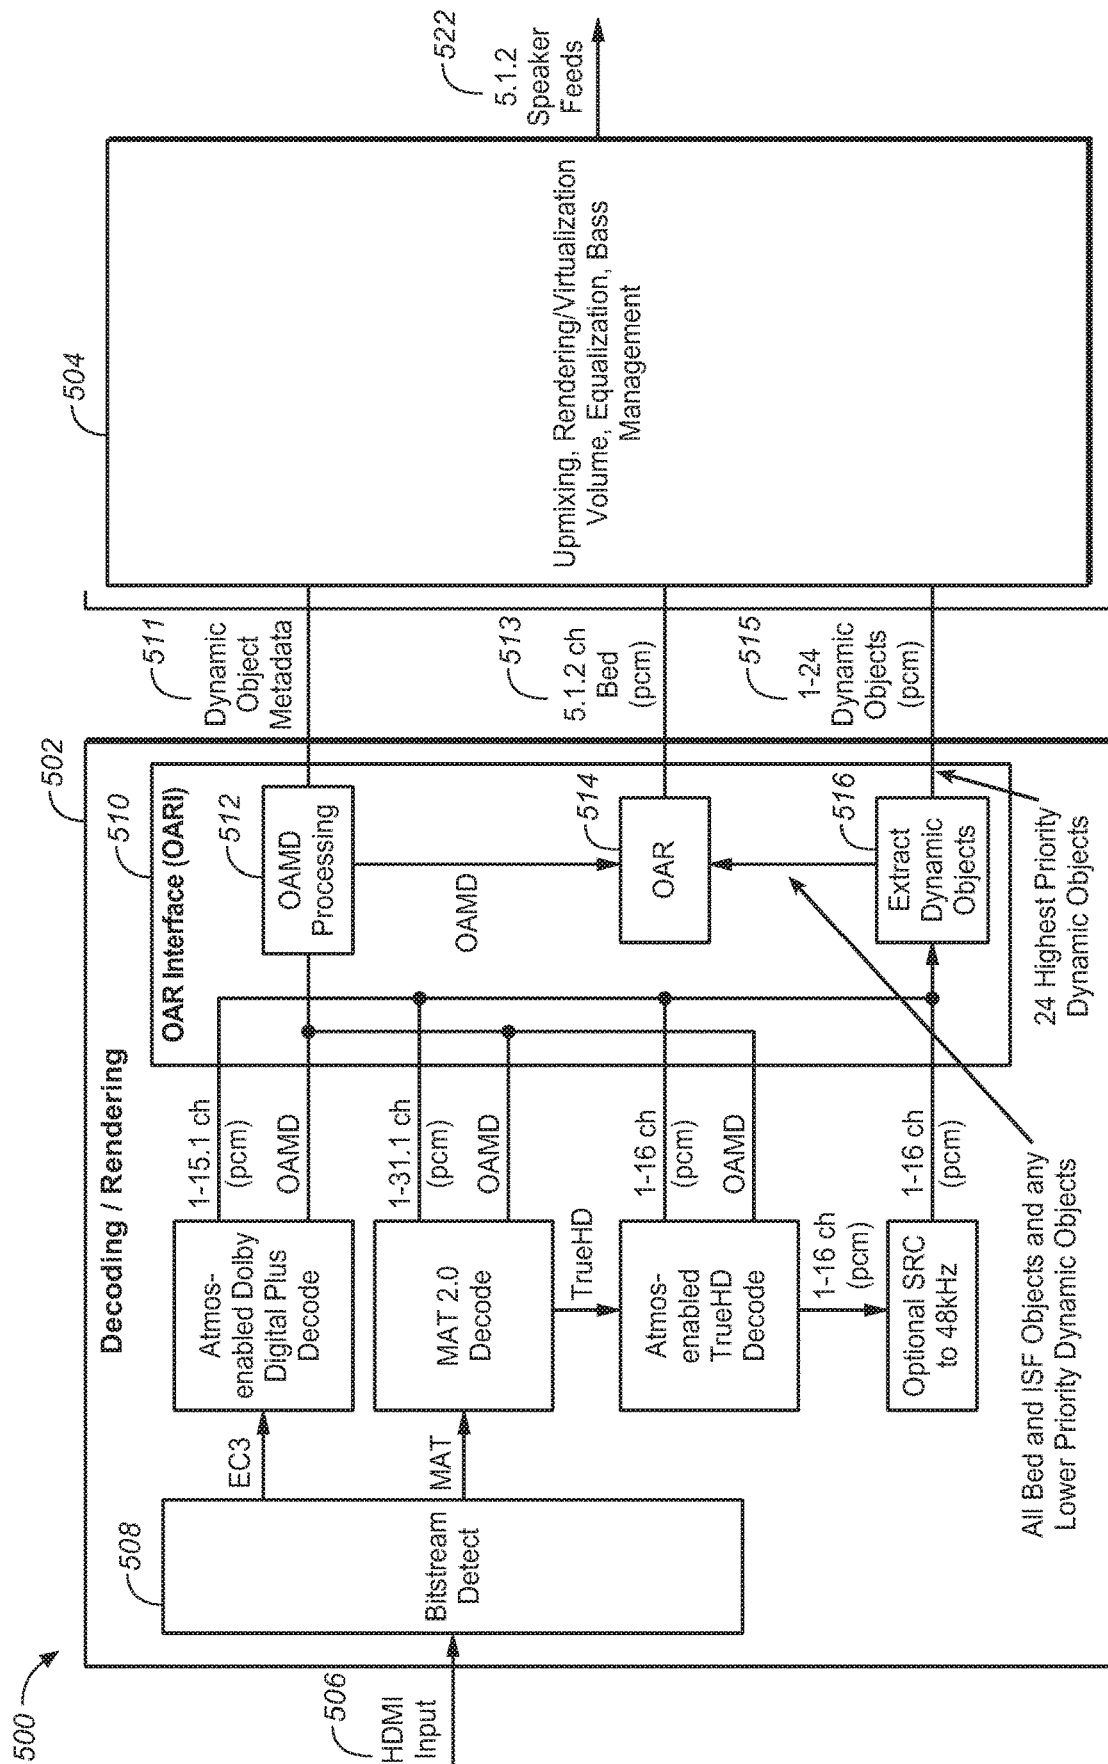 500
506
HDMI
Input
502
Decoding / Rendering
508
Bitstream
Detect
EC3
MAT
Atmos-
enabled Dolby
Digital Plus
Decode
1-15.1 ch
(pcm)
OAMD
MAT 2.0
Decode
1-31.1 ch
(pcm)
OAMD
TrueHD
Atmos-
enabled
TrueHD
Decode
1-16 ch
(pcm)
OAMD
1-16 ch
(pcm)
Optional SRC
to 48kHz
1-16 ch
(pcm)
510
OAR Interface (OARI)
512
OAMD
Processing
OAMD
514
OAR
516
Extract
Dynamic
Objects
All Bed and ISF Objects and any
Lower Priority Dynamic Objects
24 Highest Priority
Dynamic Objects
511
Dynamic
Object
Metadata
513
5.1.2 ch
Bed
(pcm)
515
1-24
Dynamic
Objects
(pcm)
504
Upmixing, Rendering/Virtualization
Volume, Equalization, Bass
Management
522
5.1.2
Speaker
Feeds